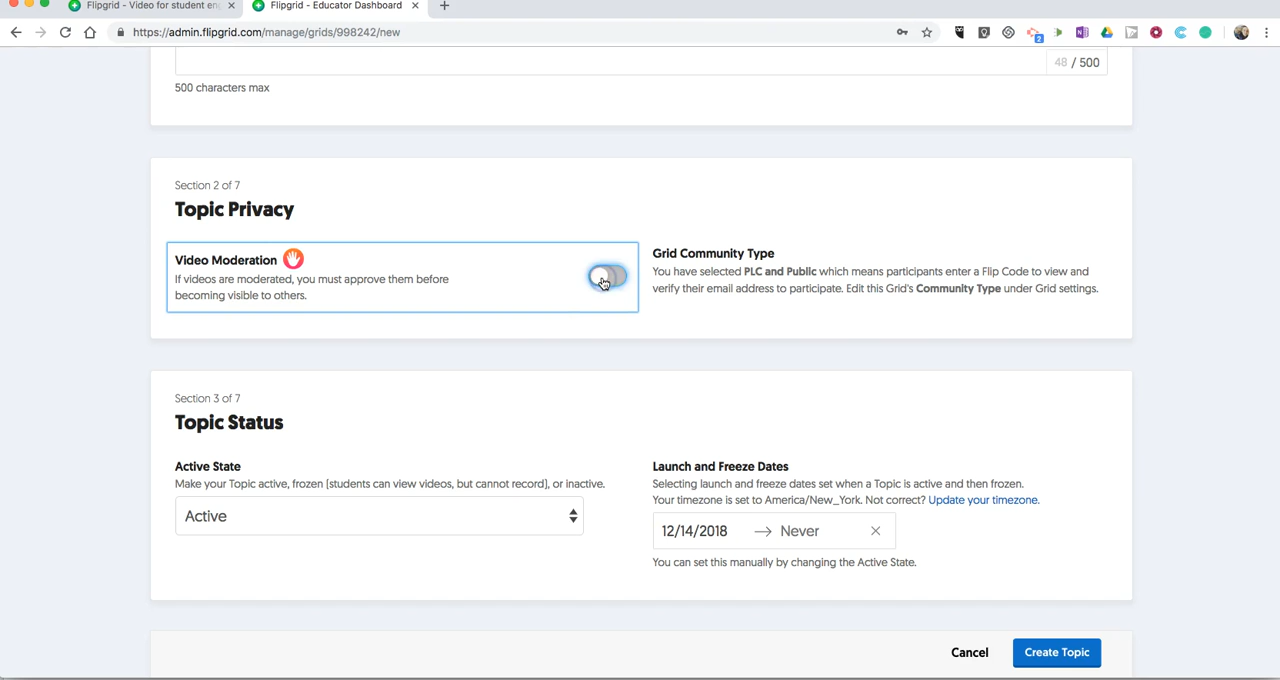 Flipgrid - Video for student en
Flipgrid - Educator Dashboard
https://admin.flipgrid.com/manage/grids/998242/new
2
48 / 500
500 characters max
Section 2 of 7
Topic Privacy
Video Moderation
If videos are moderated, you must approve them before
becoming visible to others.
Grid Community Type
You have selected PLC and Public which means participants enter a Flip Code to view and
verify their email address to participate. Edit this Grid's Community Type under Grid settings.
Section 3 of 7
Topic Status
Active State
Make your Topic active, frozen [students can view videos, but cannot record], or inactive.
Active
Launch and Freeze Dates
Selecting launch and freeze dates set when a Topic is active and then frozen.
Your timezone is set to America/New_York. Not correct? Update your timezone.
12/14/2018 → Never ×
You can set this manually by changing the Active State.
Cancel Create Topic